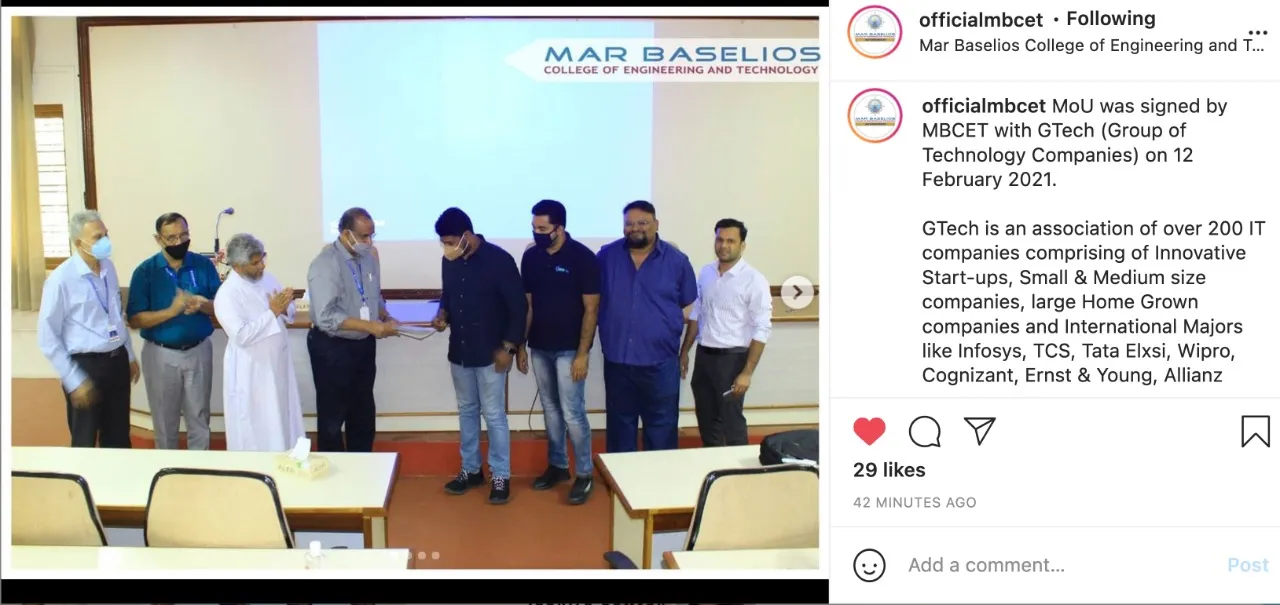 MAR BASELIOS
COLLEGE OF ENGINEERING AND TECHNOLOGY
officialmbcet • Following
Mar Baselios College of Engineering and T...
officialmbcet MoU was signed by
MBCET with GTech (Group of
Technology Companies) on 12
February 2021.
GTech is an association of over 200 IT
companies comprising of Innovative
Start-ups, Small & Medium size
companies, large Home Grown
companies and International Majors
like Infosys, TCS, Tata Elxsi, Wipro,
Cognizant, Ernst & Young, Allianz
29 likes
42 MINUTES AGO
Add a comment...
Post